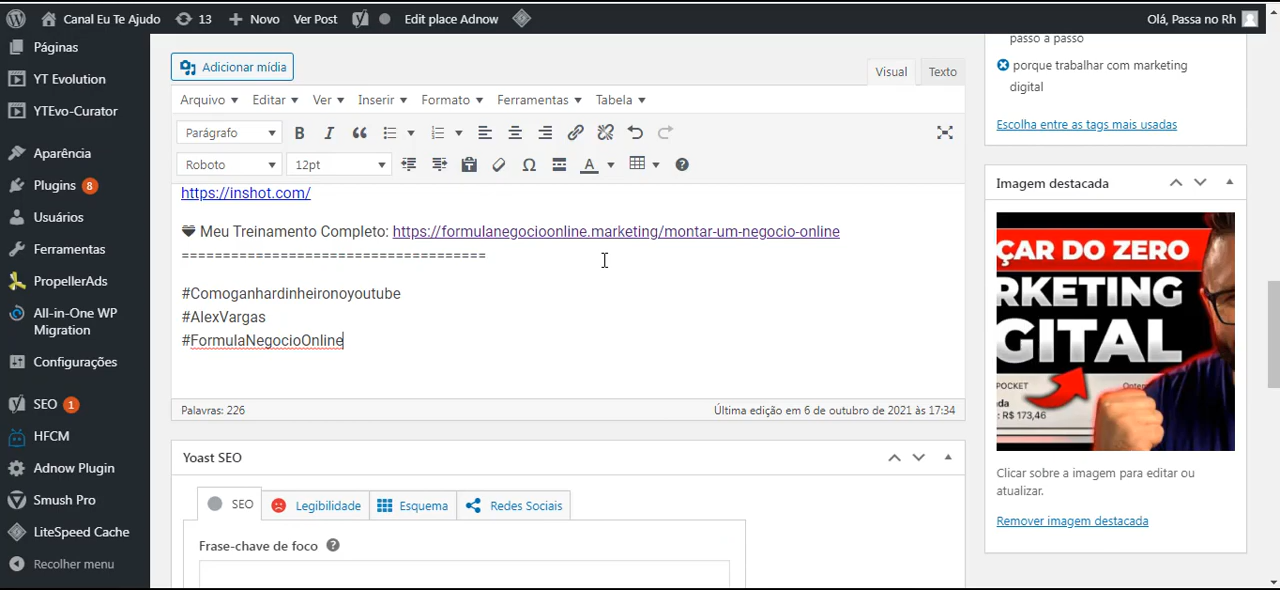 Canal Eu Te Ajudo
13
Novo
Ver Post
Edit place Adnow
Olá, Passa no Rh
Páginas
YT Evolution
YTEvo-Curator
Aparência
Plugins 8
Usuários
Ferramentas
PropellerAds
All-in-One WP
Migration
Configurações
SEO 1
HFCM
Adnow Plugin
Smush Pro
LiteSpeed Cache
Recolher menu
Adicionar mídia
Visual
Texto
Arquivo
Editar
Ver
Inserir
Formato
Ferramentas
Tabela
Parágrafo
B
I
Roboto
12pt
A
https://inshot.com/
Meu Treinamento Completo: https://formulanegocioonline.marketing/montar-um-negocio-online
=====================================
#Comoganhardinheironoyoutube
#AlexVargas
#FormulaNegocioOnline
Palavras: 226
Última edição em 6 de outubro de 2021 às 17:34
Yoast SEO
SEO
Legibilidade
Esquema
Redes Sociais
Frase-chave de foco
passo a passo
porque trabalhar com marketing
digital
Escolha entre as tags mais usadas
Imagem destacada
ÇAR DO ZERO
RKETING
GITAL
POCKET
da
: R$ 173,46
Clicar sobre a imagem para editar ou
atualizar.
Remover imagem destacada